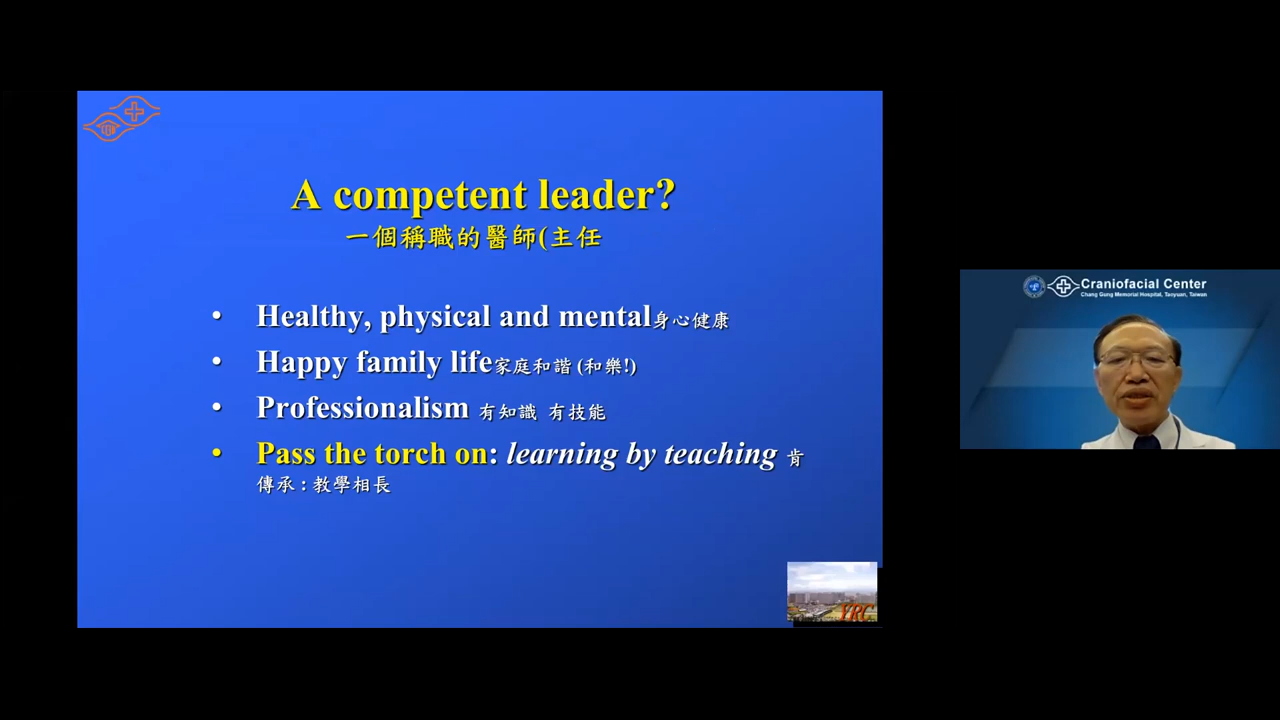 A competent leader?
一個稱職的醫師(主任
• Healthy, physical and mental身心健康
• Happy family life家庭和諧 (和樂!)
• Professionalism 有知識 有技能
• Pass the torch on: learning by teaching 肯
傳承 : 教學相長
YRC
Craniofacial Center
Chang Gung Memorial Hospital, Taoyuan, Taiwan